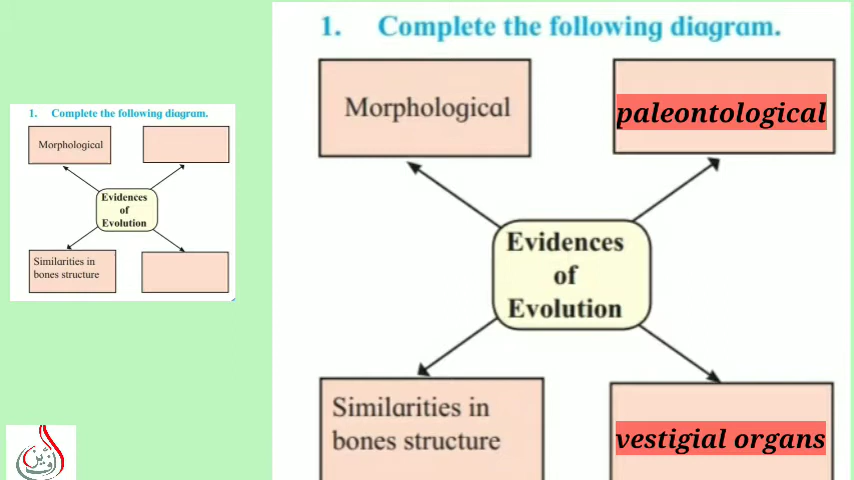 1. Complete the following diagram.
Morphological
Evidences
of
Evolution
Similarities in
bones structure
1. Complete the following diagram.
Morphological
paleontological
Evidences
of
Evolution
Similarities in
bones structure
vestigial organs